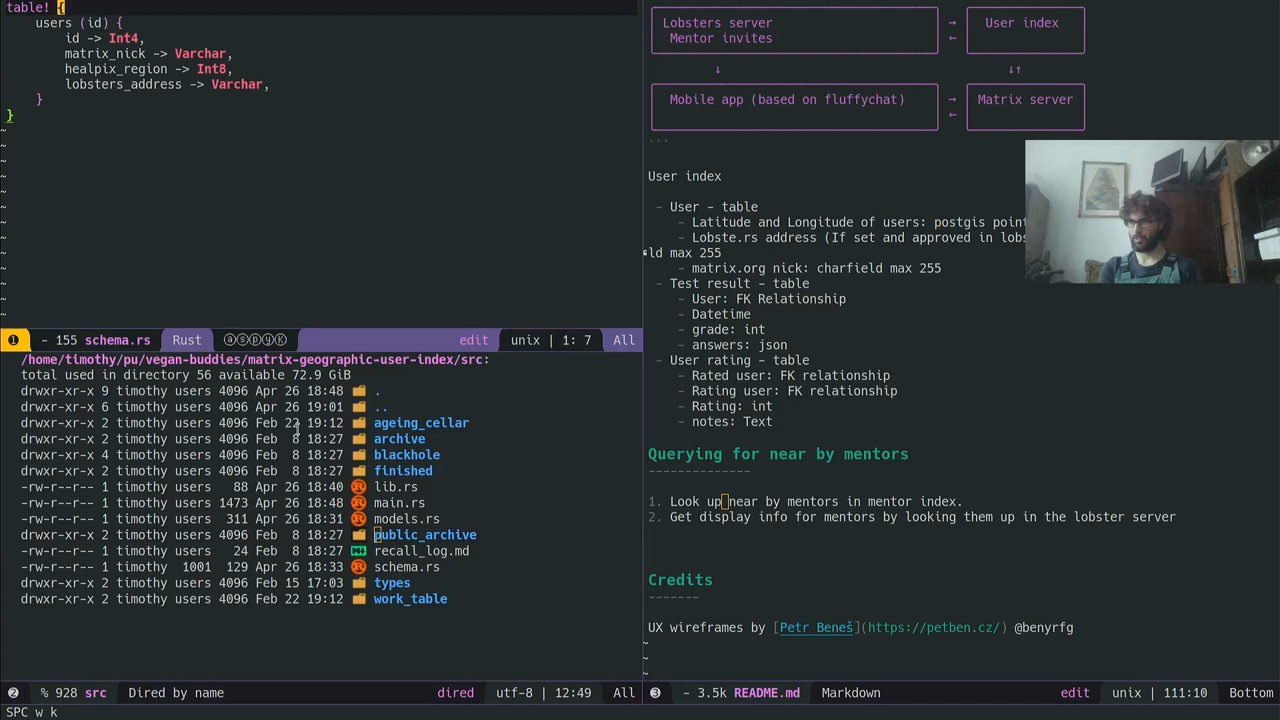 table! {
users (id) {
id -> Int4,
matrix_nick -> Varchar,
healpix_region -> Int8,
lobsters_address -> Varchar,
}
}
~
~
~
~
~
~
~
~
~
~
~
~
❶ - 155 schema.rs Rust ⓐⓢⓟⓨⓚ edit unix | 1: 7 All
/home/timothy/pu/vegan-buddies/matrix-geographic-user-index/src:
total used in directory 56 available 72.9 GiB
drwxr-xr-x 9 timothy users 4096 Apr 26 18:48 .
drwxr-xr-x 6 timothy users 4096 Apr 26 19:01 ..
drwxr-xr-x 2 timothy users 4096 Feb 22 19:12 ageing_cellar
drwxr-xr-x 2 timothy users 4096 Feb 8 18:27 archive
drwxr-xr-x 4 timothy users 4096 Feb 8 18:27 blackhole
drwxr-xr-x 2 timothy users 4096 Feb 8 18:27 finished
-rw-r--r-- 1 timothy users 88 Apr 26 18:40 lib.rs
-rw-r--r-- 1 timothy users 1473 Apr 26 18:48 main.rs
-rw-r--r-- 1 timothy users 311 Apr 26 18:31 models.rs
drwxr-xr-x 2 timothy users 4096 Feb 8 18:27 public_archive
-rw-r--r-- 1 timothy users 24 Feb 8 18:27 recall_log.md
-rw-r--r-- 1 timothy 1001 129 Apr 26 18:33 schema.rs
drwxr-xr-x 2 timothy users 4096 Feb 15 17:03 types
drwxr-xr-x 2 timothy users 4096 Feb 22 19:12 work_table
❷ % 928 src Dired by name dired utf-8 | 12:49 All
SPC w k
Lobsters server → User index
Mentor invites ←
↓ ↓↑
Mobile app (based on fluffychat) → Matrix server
←
```
User index
- User - table
- Latitude and Longitude of users: postgis poin
- Lobste.rs address (If set and approved in lobs
ld max 255
- matrix.org nick: charfield max 255
- Test result - table
- User: FK Relationship
- Datetime
- grade: int
- answers: json
- User rating - table
- Rated user: FK relationship
- Rating user: FK relationship
- Rating: int
- notes: Text
Querying for near by mentors
--------------
1. Look up near by mentors in mentor index.
2. Get display info for mentors by looking them up in the lobster server
Credits
-------
UX wireframes by [Petr Beneš](https://petben.cz/) @benyrfg
~
~
~
❸ - 3.5k README.md Markdown edit unix | 111:10 Bottom